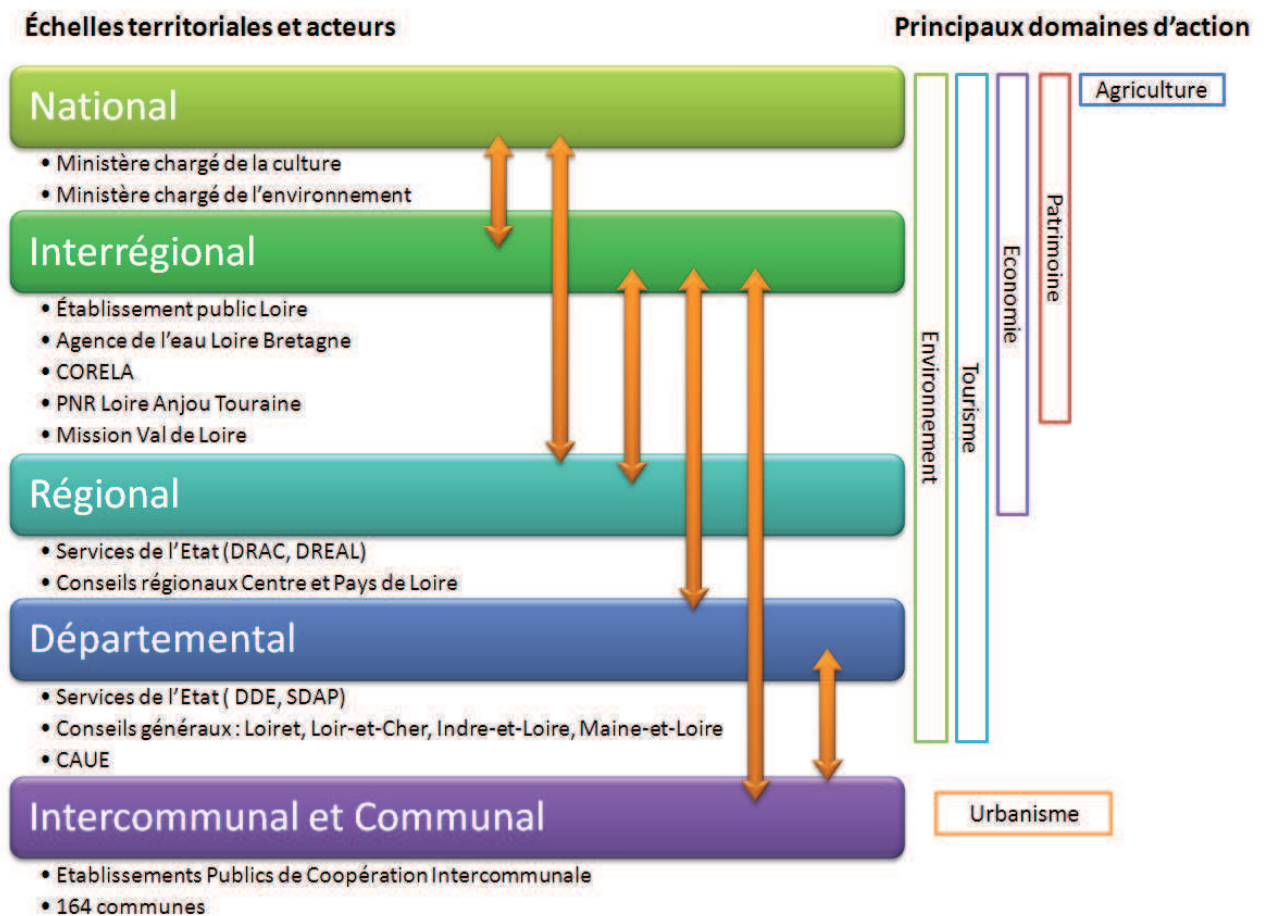 Échelles territoriales et acteurs
Principaux domaines d'action
National
• Ministère chargé de la culture
• Ministère chargé de l'environnement
Interrégional
• Établissement public Loire
• Agence de l'eau Loire Bretagne
• CORELA
• PNR Loire Anjou Touraine
• Mission Val de Loire
Régional
• Services de l'Etat (DRAC, DREAL)
• Conseils régionaux Centre et Pays de Loire
Départemental
• Services de l'Etat ( DDE, SDAP)
• Conseils généraux : Loiret, Loir-et-Cher, Indre-et-Loire, Maine-et-Loire
• CAUE
Intercommunal et Communal
• Etablissements Publics de Coopération Intercommunale
• 164 communes
Environnement
Tourisme
Economie
Patrimoine
Agriculture
Urbanisme